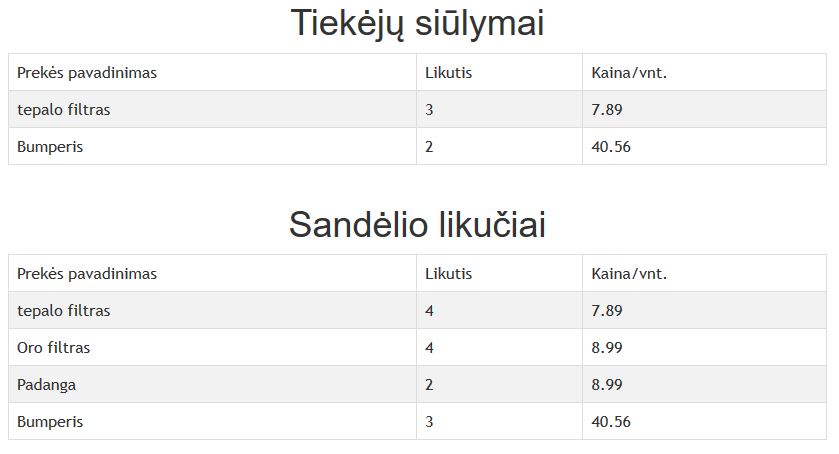 Tiekėjų siūlymai
Prekės pavadinimas Likutis Kaina/vnt.
tepalo filtras 3 7.89
Bumperis 2 40.56
Sandėlio likučiai
Prekės pavadinimas Likutis Kaina/vnt.
tepalo filtras 4 7.89
Oro filtras 4 8.99
Padanga 2 8.99
Bumperis 3 40.56